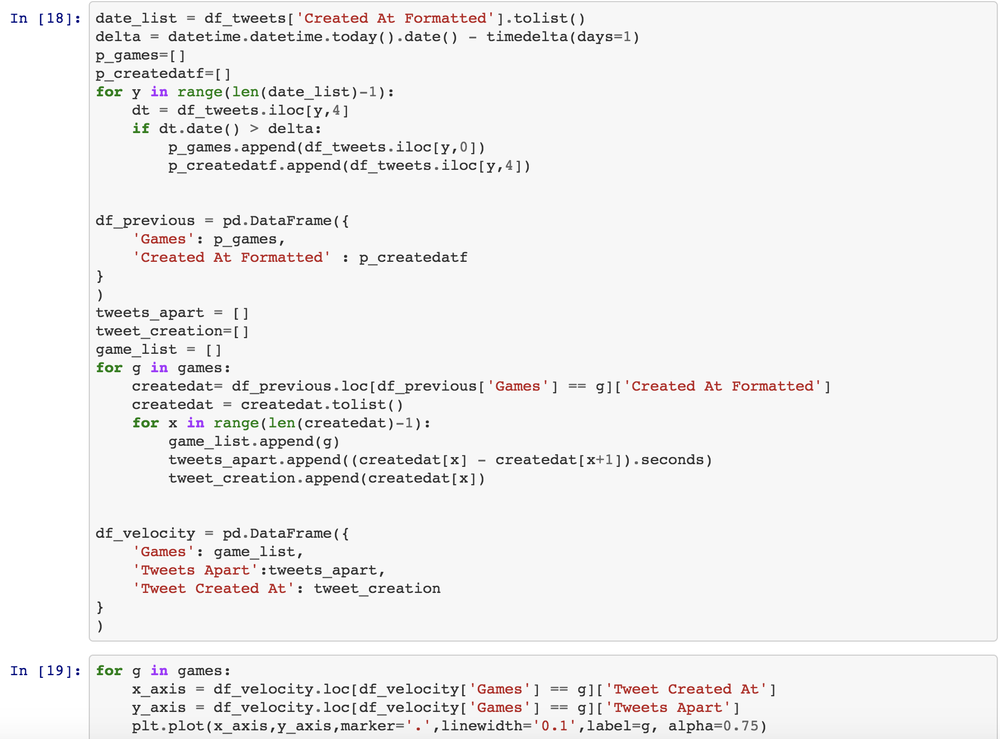 In [18]: date_list = df_tweets['Created At Formatted'].tolist()
delta = datetime.datetime.today().date() - timedelta(days=1)
p_games=[]
p_createdatf=[]
for y in range(len(date_list)-1):
    dt = df_tweets.iloc[y,4]
    if dt.date() > delta:
        p_games.append(df_tweets.iloc[y,0])
        p_createdatf.append(df_tweets.iloc[y,4])
df_previous = pd.DataFrame({
    'Games': p_games,
    'Created At Formatted' : p_createdatf
}
)
tweets_apart = []
tweet_creation=[]
game_list = []
for g in games:
    createdat= df_previous.loc[df_previous['Games'] == g]['Created At Formatted']
    createdat = createdat.tolist()
    for x in range(len(createdat)-1):
        game_list.append(g)
        tweets_apart.append((createdat[x] - createdat[x+1]).seconds)
        tweet_creation.append(createdat[x])
df_velocity = pd.DataFrame({
    'Games': game_list,
    'Tweets Apart':tweets_apart,
    'Tweet Created At': tweet_creation
}
)
In [19]: for g in games:
    x_axis = df_velocity.loc[df_velocity['Games'] == g]['Tweet Created At']
    y_axis = df_velocity.loc[df_velocity['Games'] == g]['Tweets Apart']
    plt.plot(x_axis,y_axis,marker='.',linewidth='0.1',label=g, alpha=0.75)